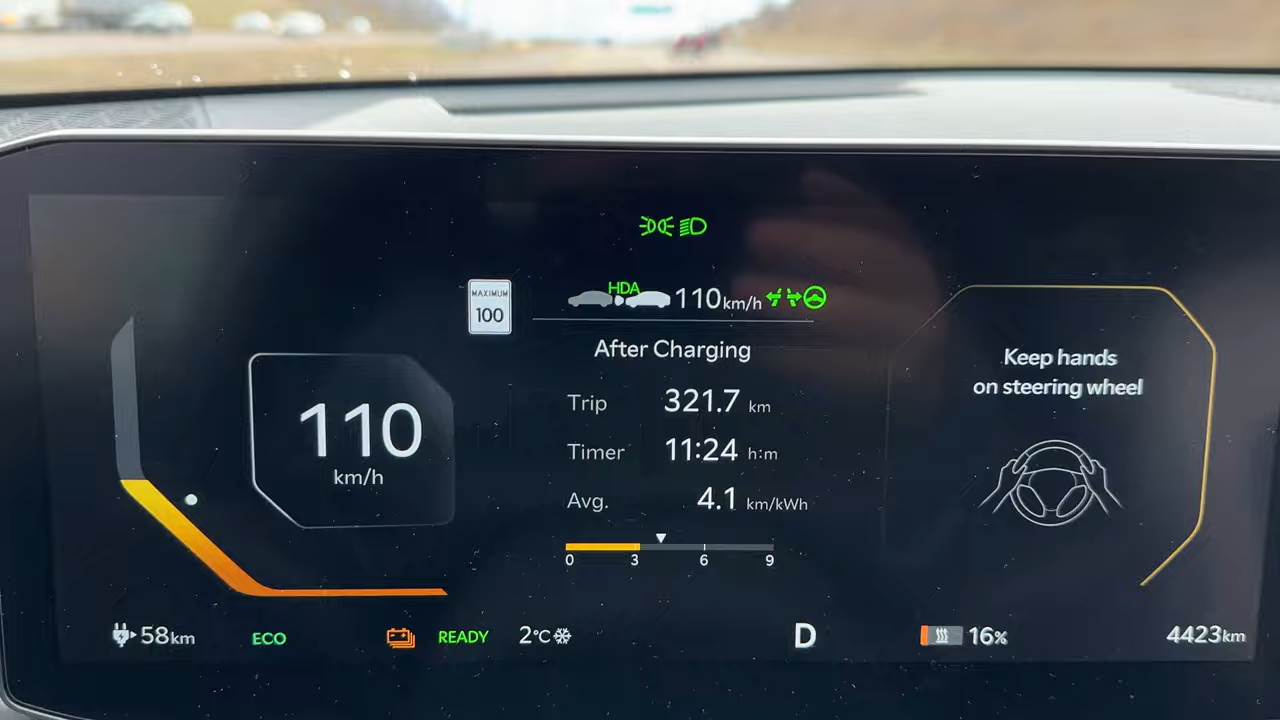 MAXIMUM
100
HDA
110km/h
After Charging
Trip 321.7 km
Timer 11:24 h:m
Avg. 4.1 km/kWh
0 3 6 9
110
km/h
Keep hands
on steering wheel
58km
ECO
READY
2°C
D
16%
4423km